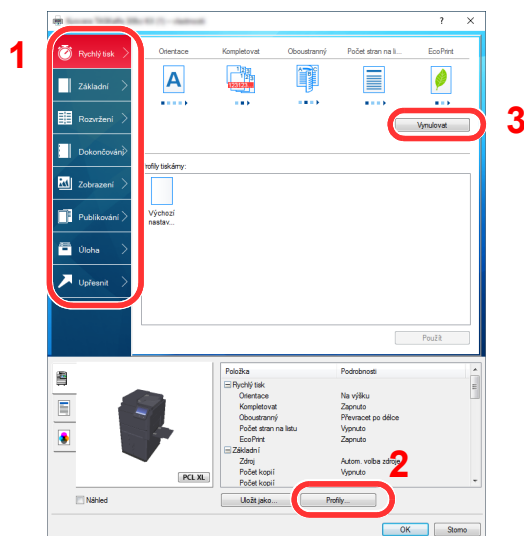 ?
1
Rychlý tisk
Základní
Rozvržení
Dokončování
Zobrazení
Publikování
Úloha
Upřesnit
Orientace
Kompletovat
Oboustranný
Počet stran na li...
EcoPrint
A
123123...
A
B
Vynulovat
3
Profily tiskárny:
Výchozí
nastav...
Použít
Položka Podrobnosti
Rychlý tisk
Orientace Na výšku
Kompletovat Zapnuto
Oboustranný Převracet po délce
Počet stran na listu Vypnuto
EcoPrint Zapnuto
Základní
Zdroj Autom. volba zdroje
Počet kopií Vypnuto
Počet kopií
2
PCL XL
Náhled
Uložit jako...
Profily...
OK
Storno